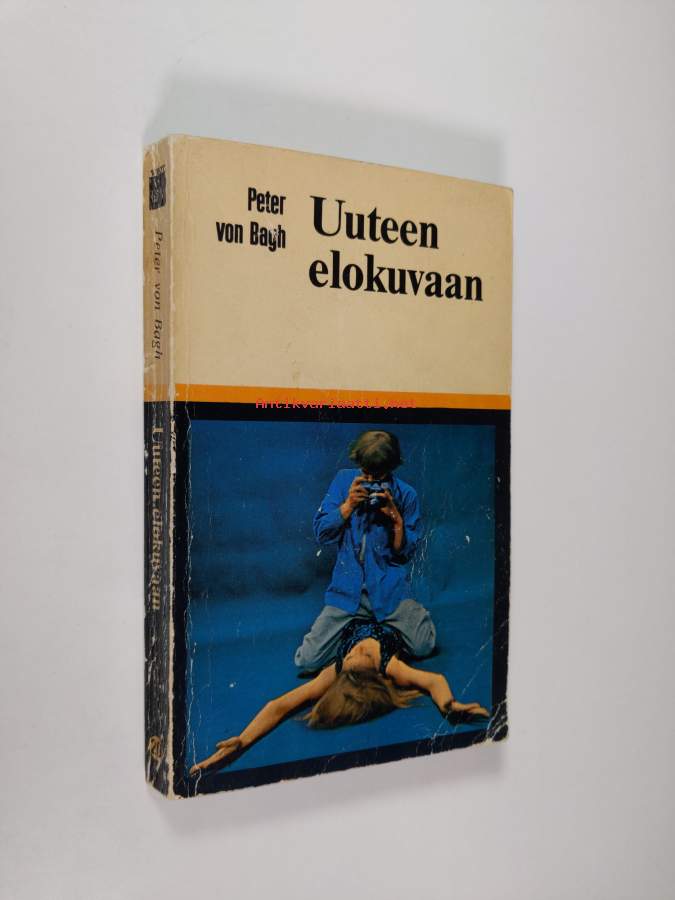 Peter
von Bagh
Uuteen
elokuvaan
Antikvariaatti.net
Peter von Bagh
Uuteen elokuvaan